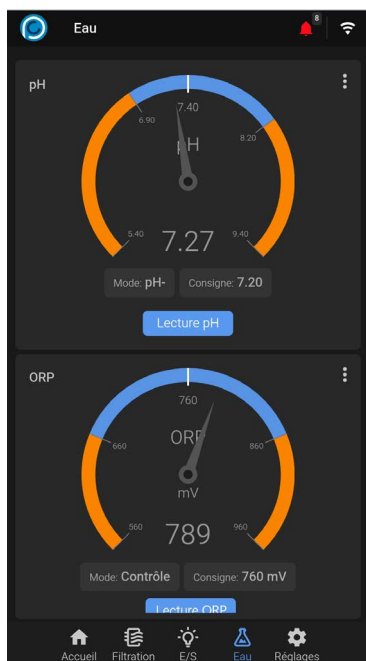 Eau
8
pH
7.40
6.90
8.20
pH
5.40
7.27
9.40
Mode: pH-
Consigne: 7.20
Lecture pH
ORP
760
ORP
660
860
mV
560
789
960
Mode: Contrôle
Consigne: 760 mV
Lecture ORP
Accueil
Filtration
E/S
Eau
Réglages